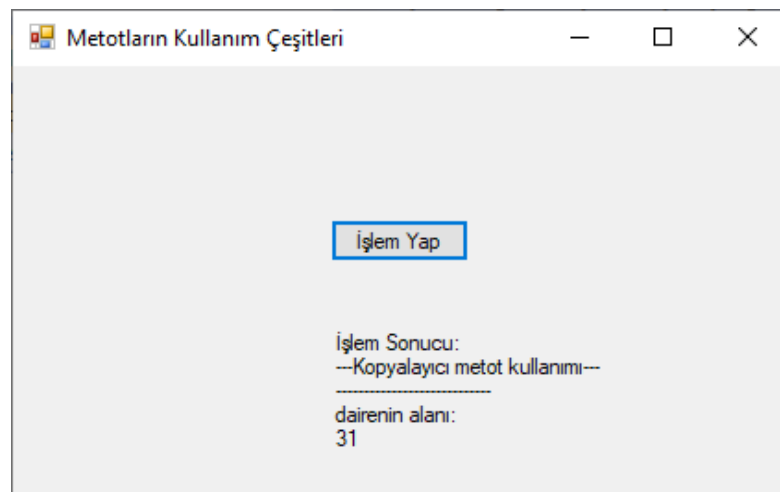 Metotların Kullanım Çeşitleri
İşlem Yap
İşlem Sonucu:
---Kopyalayıcı metot kullanımı---
----------------------------
dairenin alanı:
31